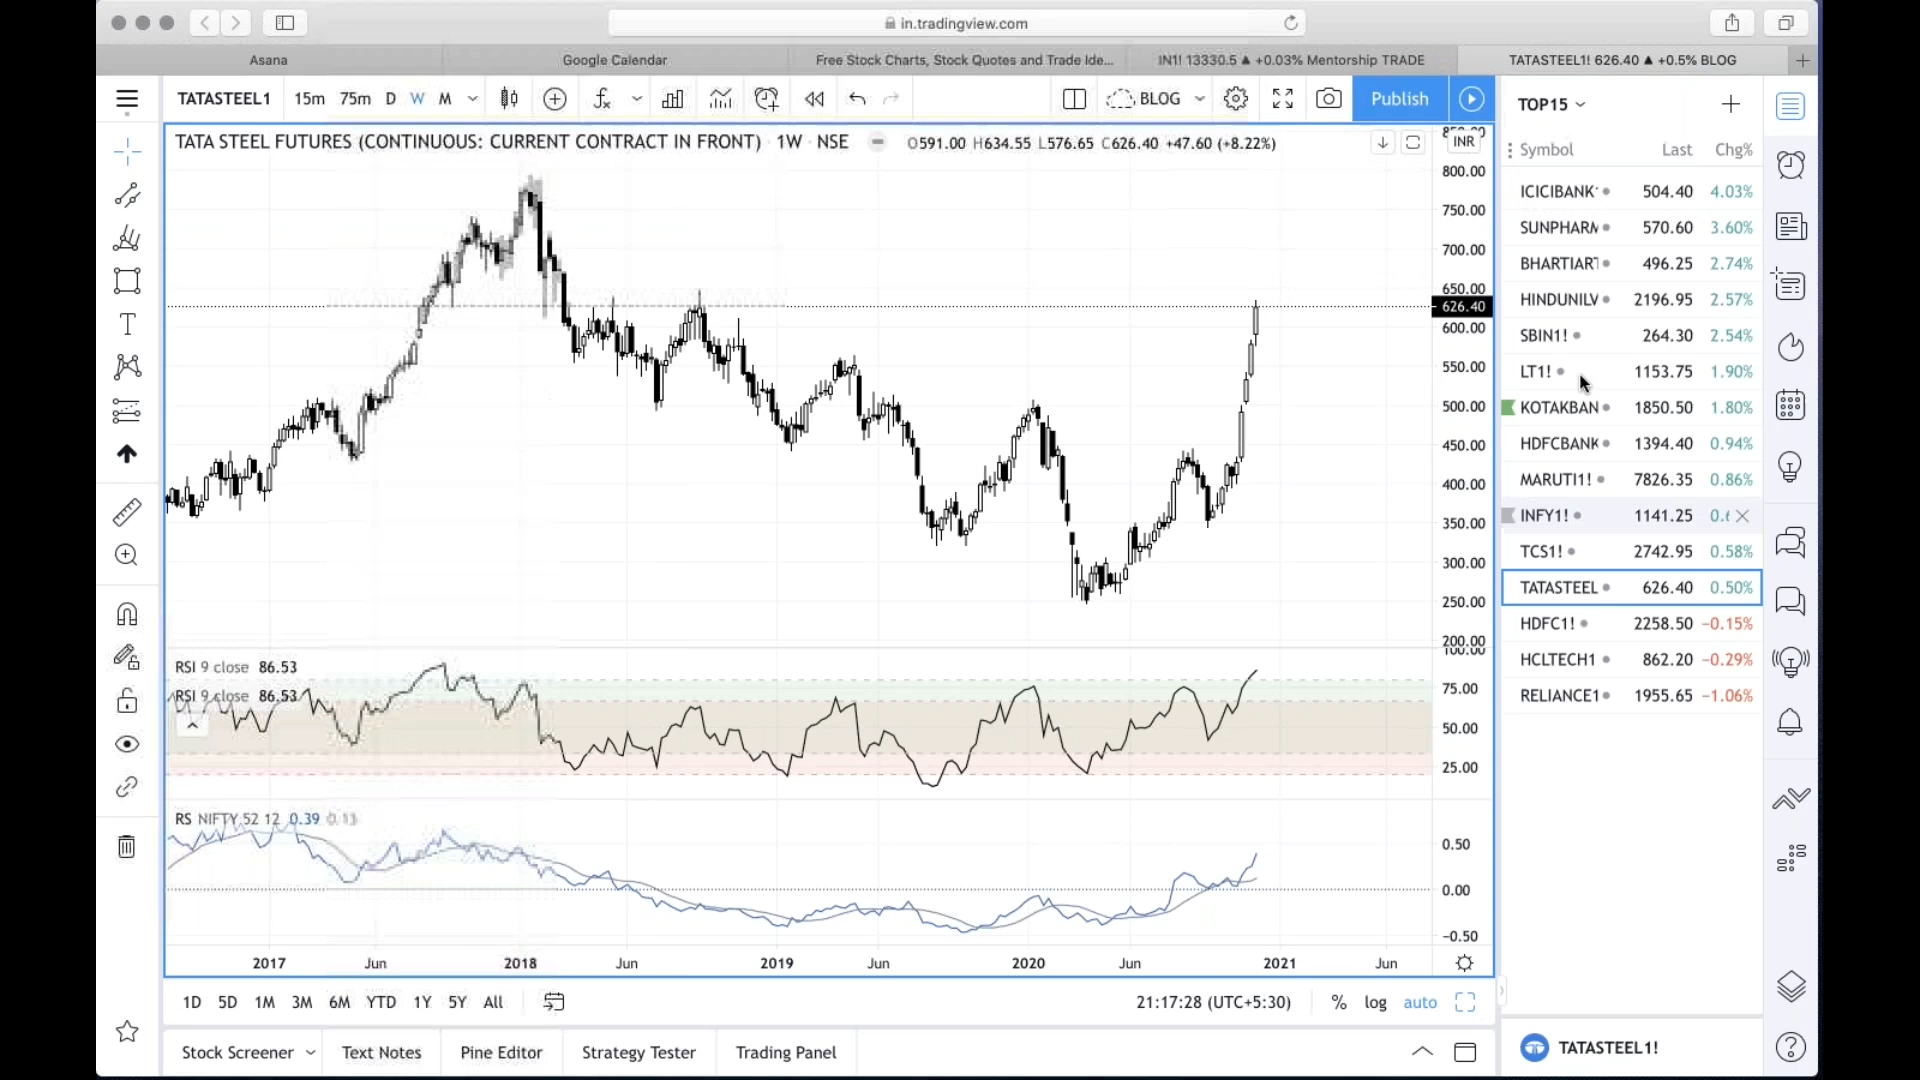 in.tradingview.com
Asana
Google Calendar
Free Stock Charts, Stock Quotes and Trade Ide...
IN1! 13330.5 ▲ +0.03% Mentorship TRADE
TATASTEEL1! 626.40 ▲ +0.5% BLOG
TATASTEEL1 15m 75m D W M
BLOG
Publish
TOP15
TATA STEEL FUTURES (CONTINUOUS: CURRENT CONTRACT IN FRONT) 1W · NSE O591.00 H634.55 L576.65 C626.40 +47.60 (+8.22%)
INR
Symbol Last Chg%
800.00
750.00
700.00
650.00
626.40
600.00
550.00
500.00
450.00
400.00
350.00
300.00
250.00
200.00
ICICIBANK 504.40 4.03%
SUNPHARM 570.60 3.60%
BHARTIART 496.25 2.74%
HINDUNILV 2196.95 2.57%
SBIN1! 264.30 2.54%
LT1! 1153.75 1.90%
KOTAKBAN 1850.50 1.80%
HDFCBANK 1394.40 0.94%
MARUTI1! 7826.35 0.86%
INFY1! 1141.25
TCS1! 2742.95 0.58%
TATASTEEL 626.40 0.50%
HDFC1! 2258.50 −0.15%
HCLTECH1 862.20 −0.29%
RELIANCE1 1955.65 −1.06%
RSI 9 close 86.53
RSI 9 close 86.53
75.00
50.00
25.00
RS NIFTY 52 12 0.39 0.13
0.50
0.00
−0.50
2017 Jun 2018 Jun 2019 Jun 2020 Jun 2021 Jun
1D 5D 1M 3M 6M YTD 1Y 5Y All
21:17:28 (UTC+5:30) % log auto
Stock Screener Text Notes Pine Editor Strategy Tester Trading Panel
TATASTEEL1!